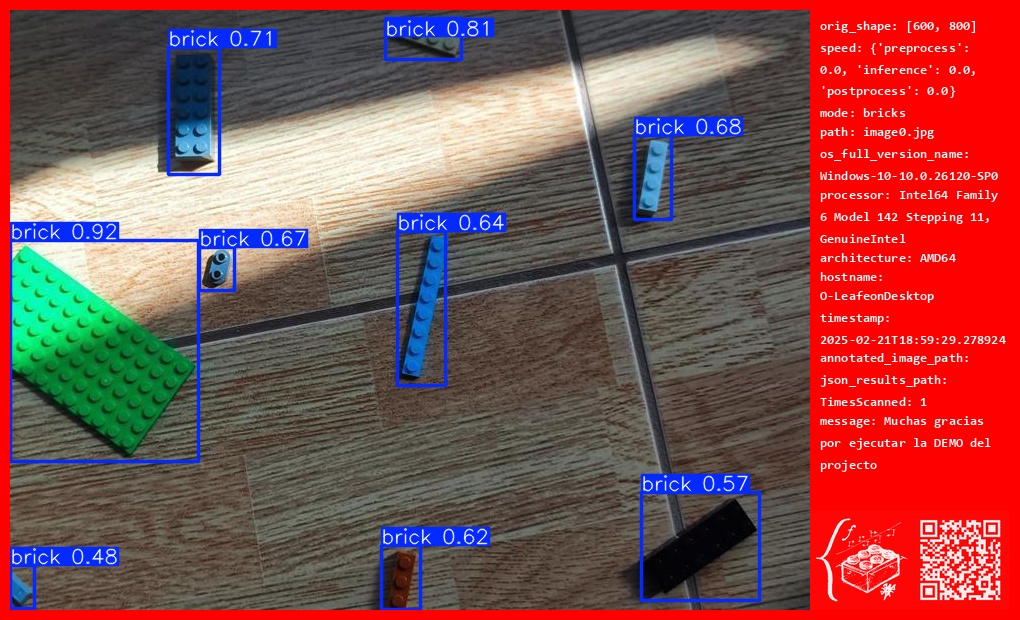 brick 0.71
brick 0.81
brick 0.68
brick 0.92
brick 0.67
brick 0.64
brick 0.57
brick 0.62
brick 0.48
orig_shape: [600, 800]
speed: {'preprocess':
0.0, 'inference': 0.0,
'postprocess': 0.0}
mode: bricks
path: image0.jpg
os_full_version_name:
Windows-10-10.0.26120-SP0
processor: Intel64 Family
6 Model 142 Stepping 11,
GenuineIntel
architecture: AMD64
hostname:
O-LeafeonDesktop
timestamp:
2025-02-21T18:59:29.278924
annotated_image_path:
json_results_path:
TimesScanned: 1
message: Muchas gracias
por ejecutar la DEMO del
projecto